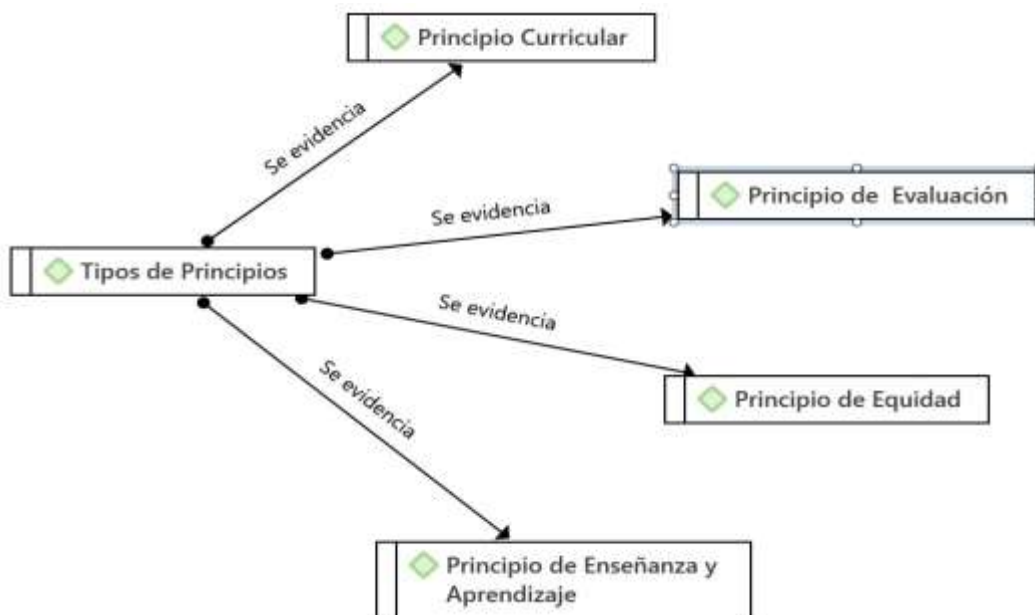 Principio Curricular
Se evidencia
Principio de Evaluación
Se evidencia
Tipos de Principios
Se evidencia
Principio de Equidad
Se evidencia
Principio de Enseñanza y
Aprendizaje